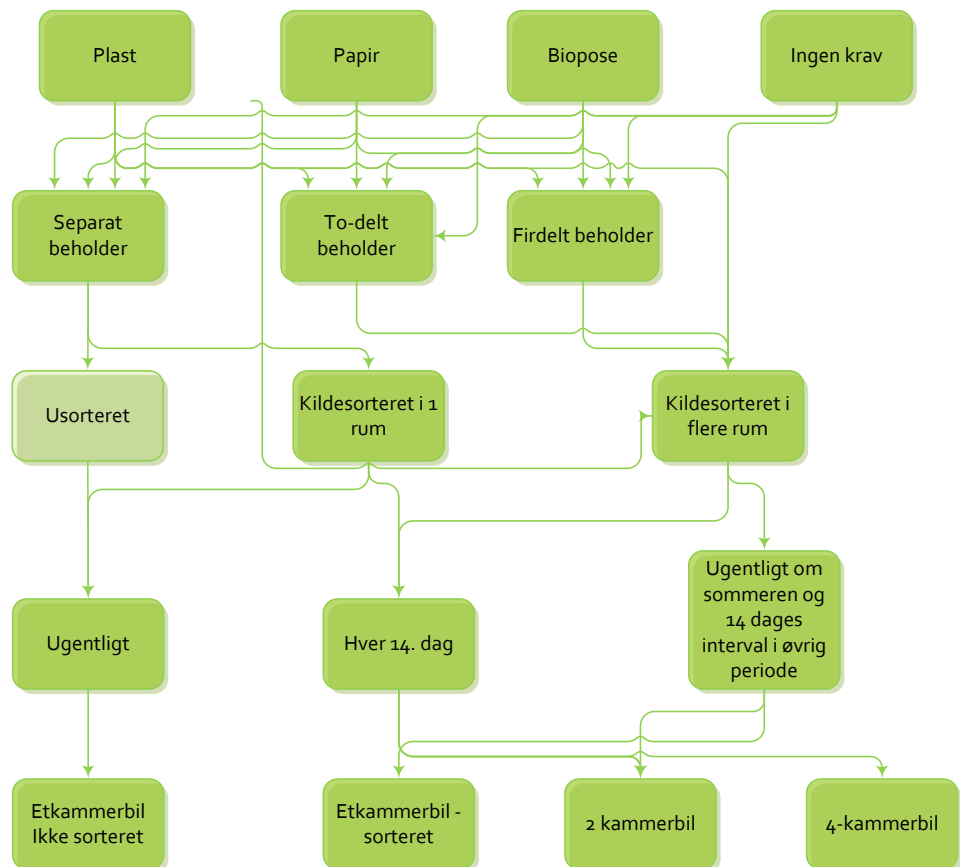 Plast
Papir
Biopose
Ingen krav
Separat
beholder
To-delt
beholder
Firdelt beholder
Usorteret
Kildesorteret i 1
rum
Kildesorteret i
flere rum
Ugentligt
Hver 14. dag
Ugentligt om
sommeren og
14 dages
interval i øvrig
periode
Etkammerbil
Ikke sorteret
Etkammerbil -
sorteret
2 kammerbil
4-kammerbil